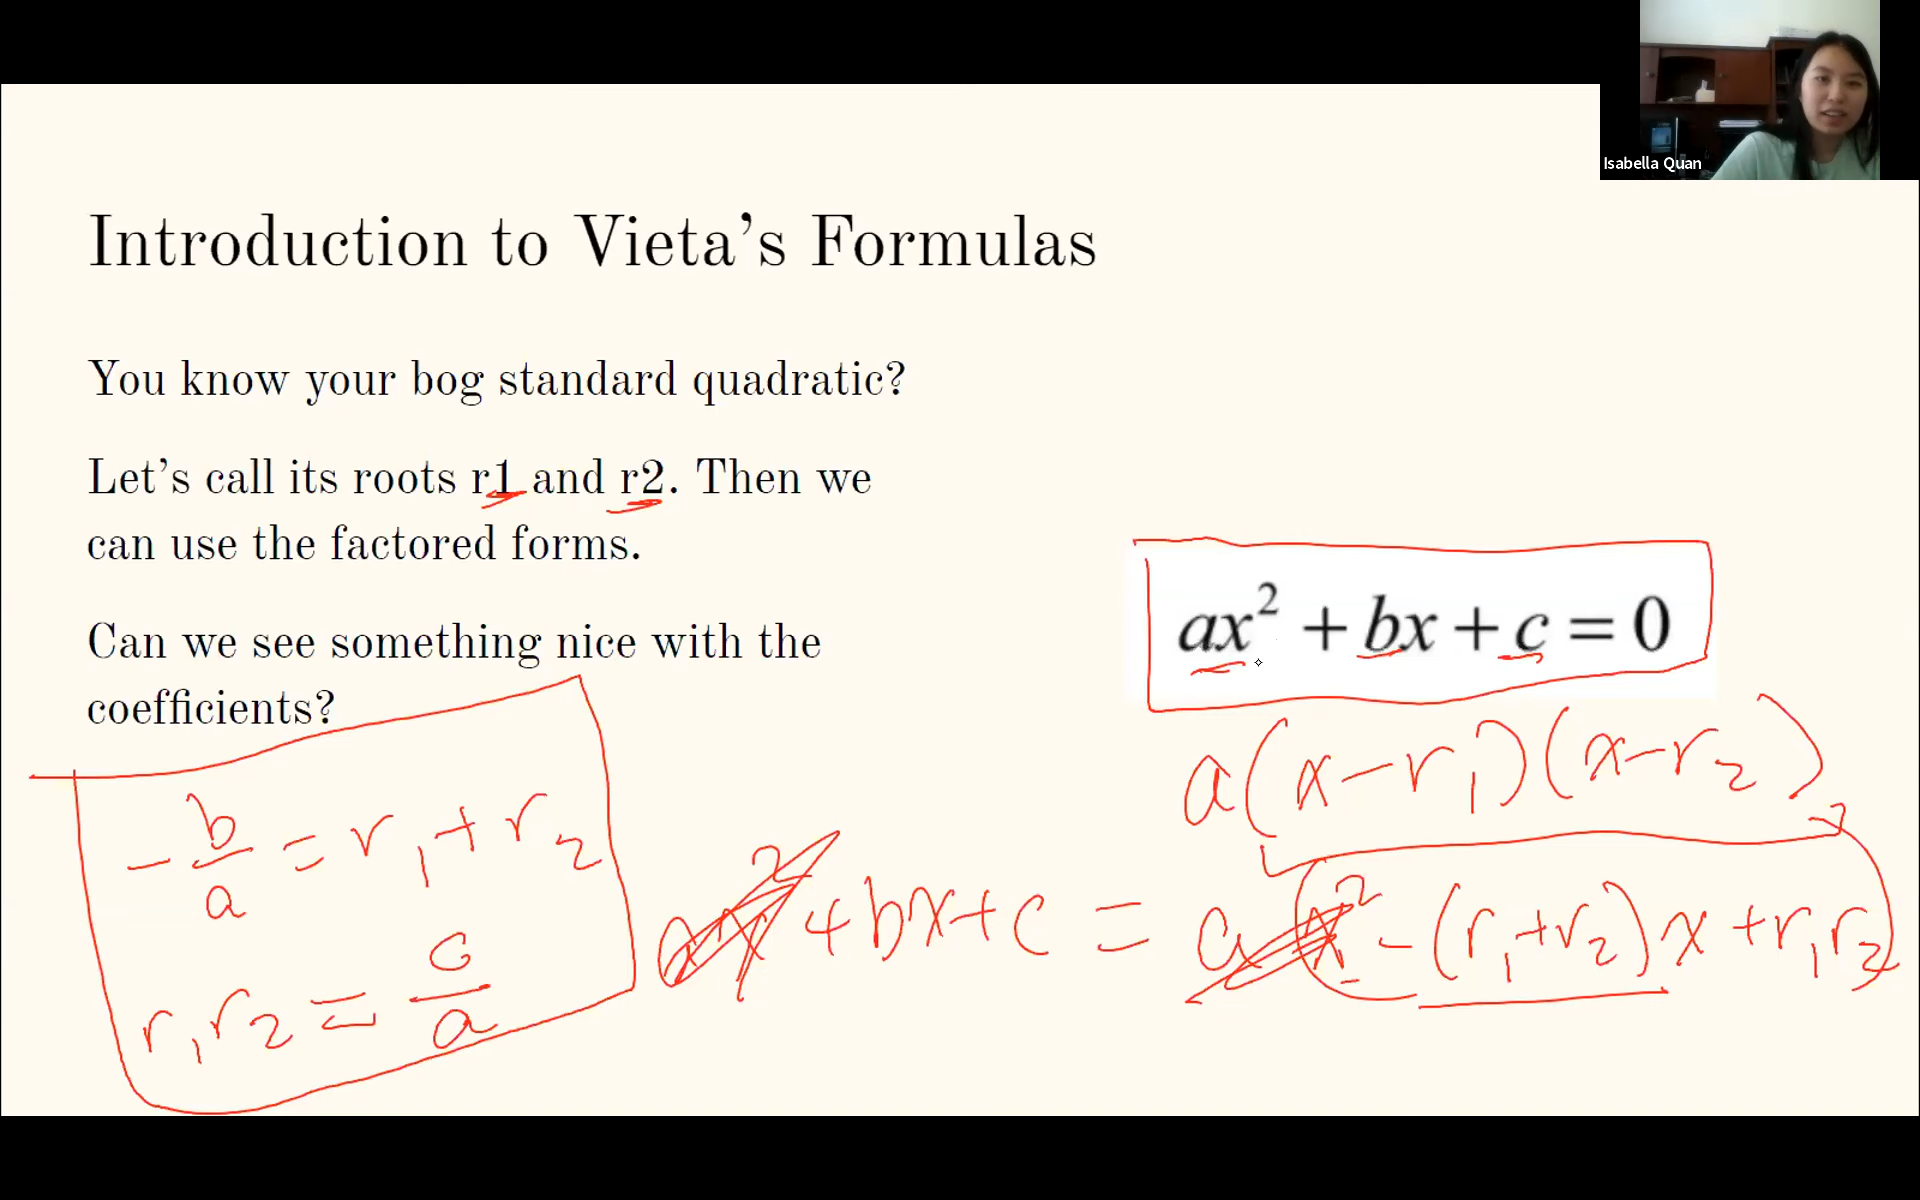 Isabella Quan
Introduction to Vieta's Formulas
You know your bog standard quadratic?
Let's call its roots r1 and r2. Then we
can use the factored forms.
Can we see something nice with the
coefficients?
ax² + bx + c = 0
a(x-r₁)(x-r₂)
ax²+bx+c = a(x²-(r₁+r₂)x+r₁r₂)
-b/a = r₁+r₂
r₁r₂ = c/a